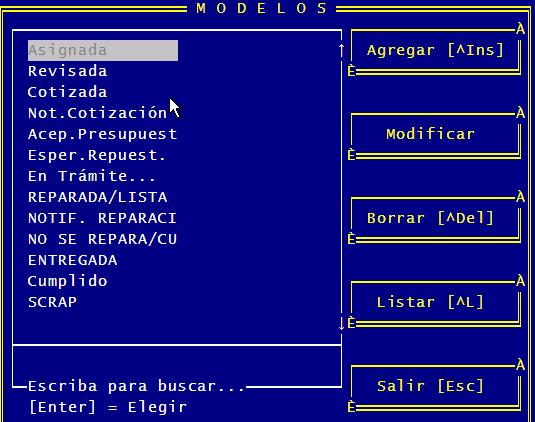 M O D E L O S
Asignada
Revisada
Cotizada
Not.Cotización
Acep.Presupuest
Esper.Repuest.
En Trámite...
REPARADA/LISTA
NOTIF. REPARACI
NO SE REPARA/CU
ENTREGADA
Cumplido
SCRAP
Escriba para buscar...
[Enter] = Elegir
À
Agregar [^Ins]
È
À
Modificar
È
À
Borrar [^Del]
È
À
Listar [^L]
È
À
Salir [Esc]
È